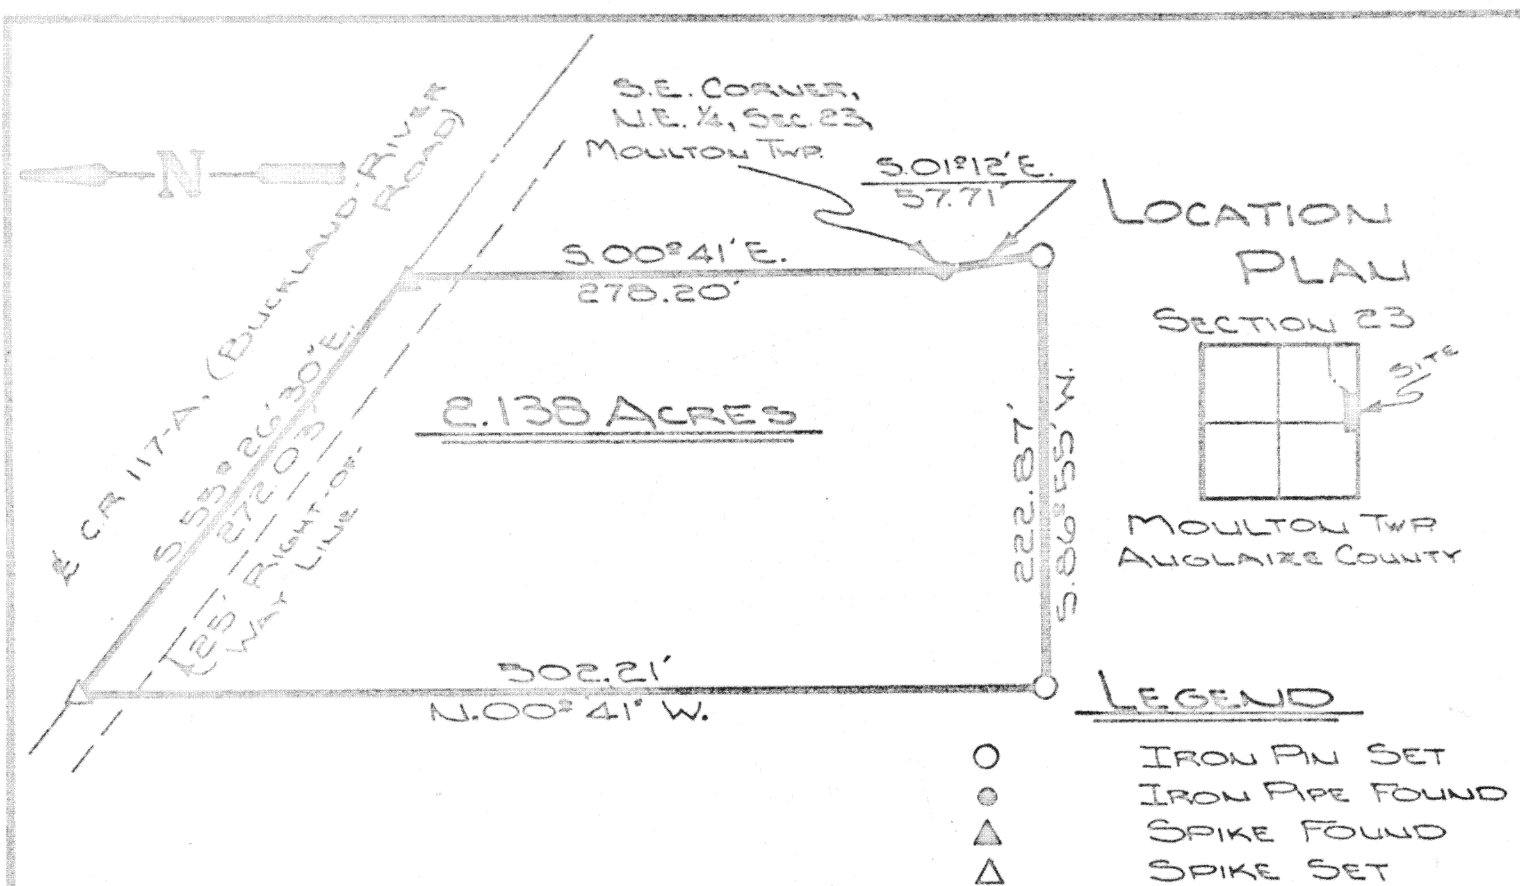 S.E. CORNER,
N.E. ¼, SEC. 23,
MOULTON TWP.
N
S.01°12'E.
57.71'
LOCATION
PLAN
S.00°41'E.
278.20'
SECTION 23
SITE
MOULTON TWP.
AUGLAIZE COUNTY
℄ C.R. 117-A, (BUCKLAND-RIVER
ROAD)
S 55° 26' 30" E.
272.03'
(25' RIGHT-OF-
WAY LINE
2.138 ACRES
222.87'
S.86°55' W.
502.21'
N.00°41' W.
LEGEND
IRON PIN SET
IRON PIPE FOUND
SPIKE FOUND
SPIKE SET